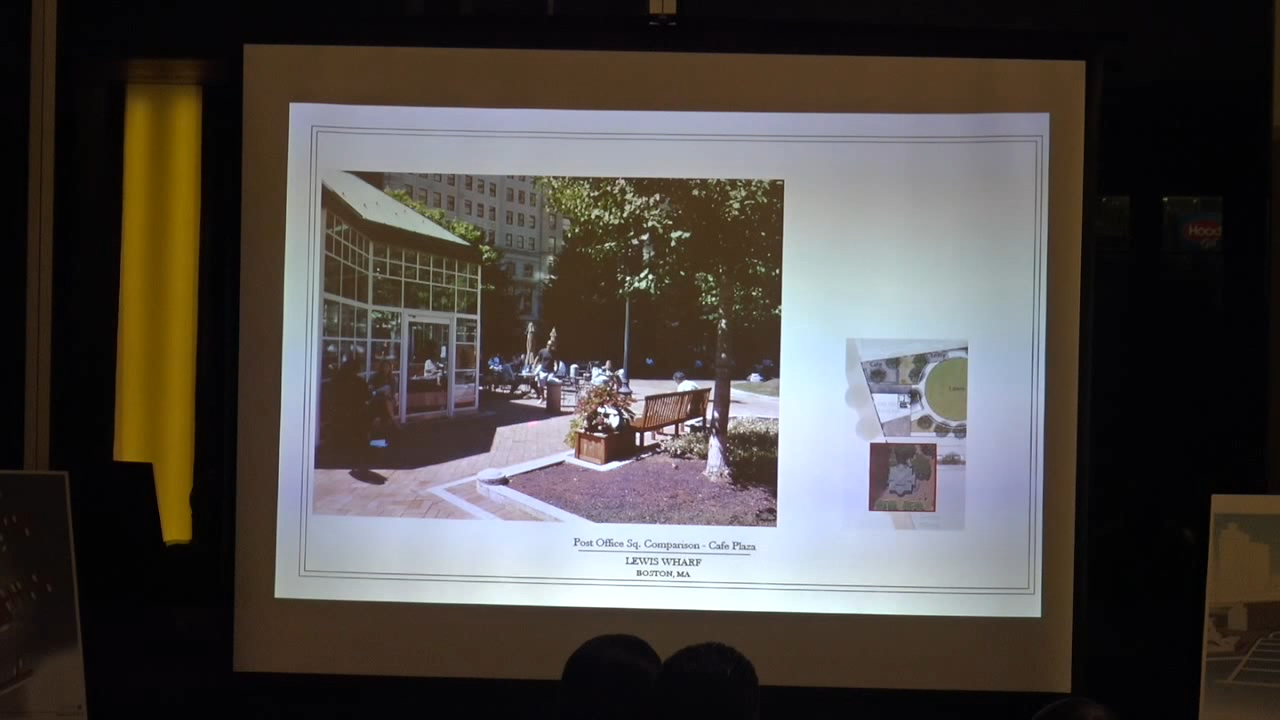 Hood
Post Office Sq. Comparison - Cafe Plaza
LEWIS WHARF
BOSTON, MA